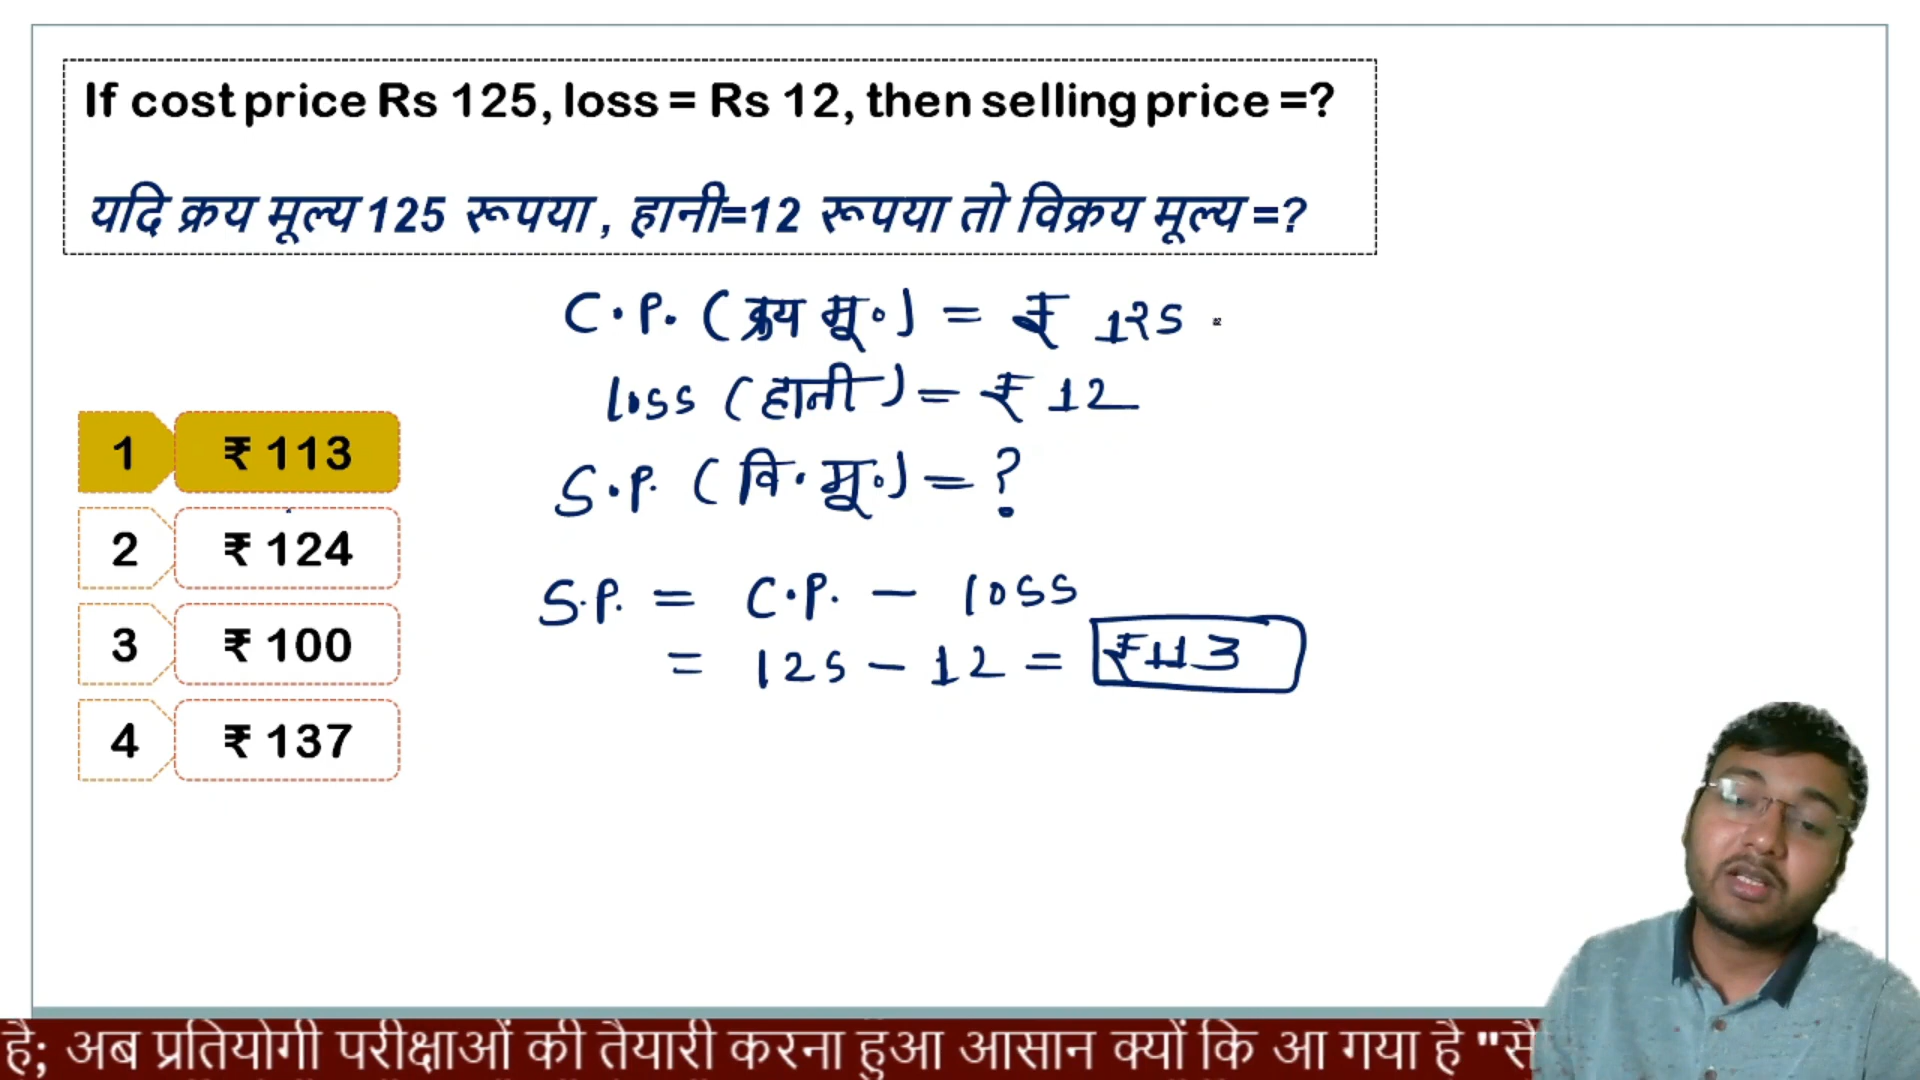 If cost price Rs 125, loss = Rs 12, then selling price =?
यदि क्रय मूल्य 125 रूपया , हानी=12 रूपया तो विक्रय मूल्य =?
C.P. (क्रय मू.) = ₹ 125
loss (हानी) = ₹ 12
S.P. (वि. मू.) = ?
S.P. = C.P. - loss
= 125 - 12 = ₹113
1 ₹ 113
2 ₹ 124
3 ₹ 100
4 ₹ 137
है; अब प्रतियोगी परीक्षाओं की तैयारी करना हुआ आसान क्यों कि आ गया है "सै